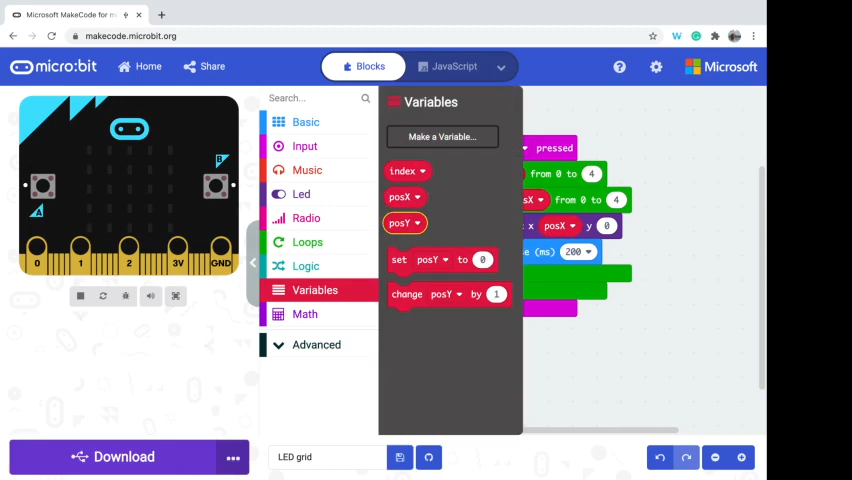 Microsoft MakeCode for m
makecode.microbit.org
micro:bit
Home
Share
Blocks
JavaScript
Microsoft
Search...
Variables
Basic
Input
Music
Led
Radio
Loops
Logic
Variables
Math
Advanced
Make a Variable...
index
posX
posY
set posY to 0
change posY by 1
pressed
from 0 to 4
sX from 0 to 4
x posX y 0
e (ms) 200
A
B
0 1 2 3V GND
Download
LED grid